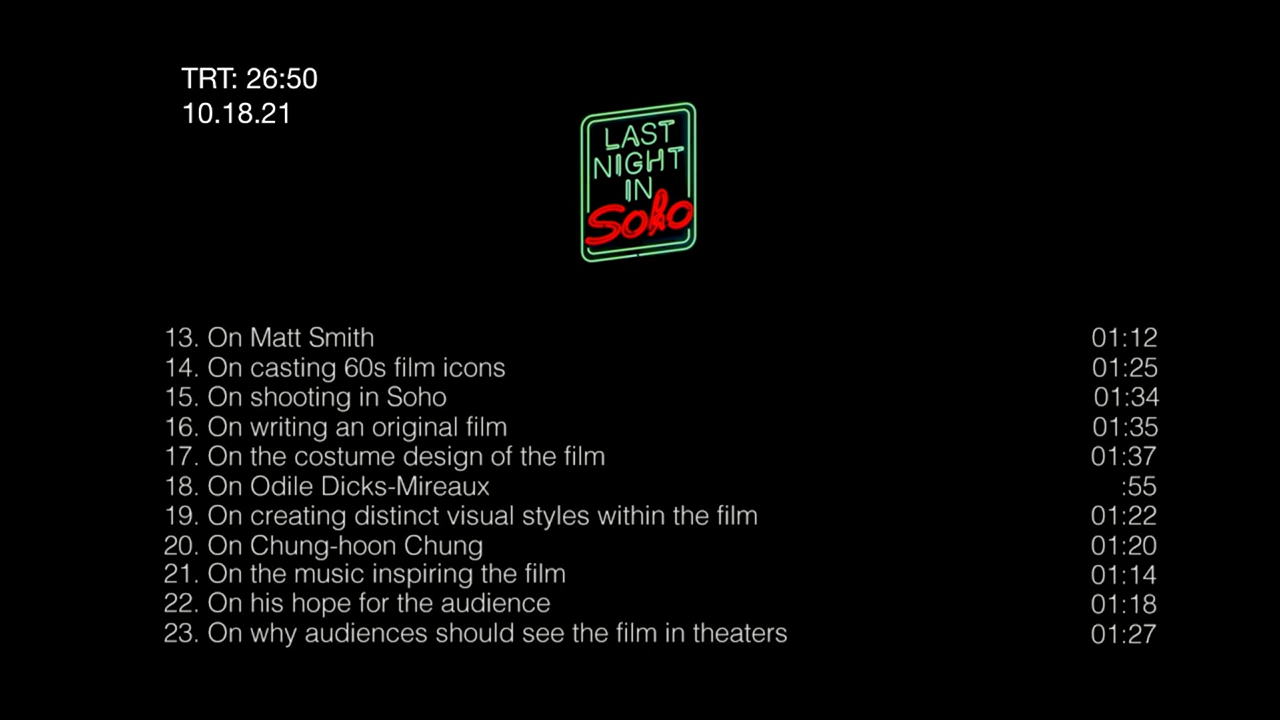 TRT: 26:50
10.18.21
LAST
NIGHT
IN
Soho
13. On Matt Smith 01:12
14. On casting 60s film icons 01:25
15. On shooting in Soho 01:34
16. On writing an original film 01:35
17. On the costume design of the film 01:37
18. On Odile Dicks-Mireaux :55
19. On creating distinct visual styles within the film 01:22
20. On Chung-hoon Chung 01:20
21. On the music inspiring the film 01:14
22. On his hope for the audience 01:18
23. On why audiences should see the film in theaters 01:27